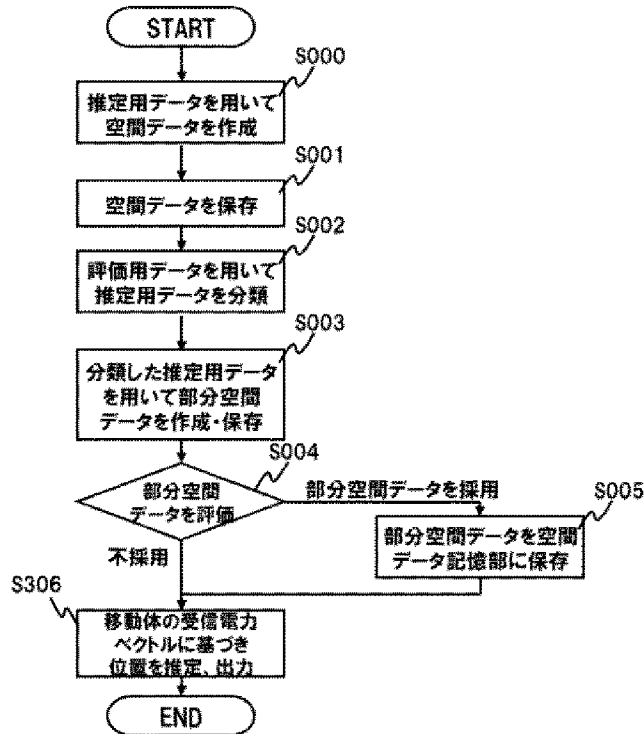 START
S000
推定用データを用いて
空間データを作成
S001
空間データを保存
S002
評価用データを用いて
推定用データを分類
S003
分類した推定用データ
を用いて部分空間
データを作成・保存
S004
部分空間
データを評価
部分空間データを採用
S005
部分空間データを空間
データ記憶部に保存
不採用
S306
移動体の受信電力
ベクトルに基づき
位置を推定、出力
END